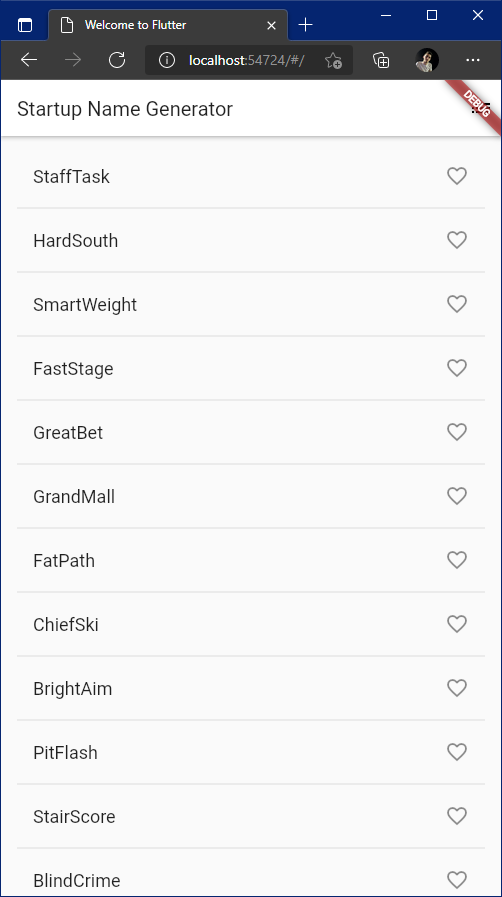 Welcome to Flutter
localhost:54724/#/
Startup Name Generator
DEBUG
StaffTask
HardSouth
SmartWeight
FastStage
GreatBet
GrandMall
FatPath
ChiefSki
BrightAim
PitFlash
StairScore
BlindCrime